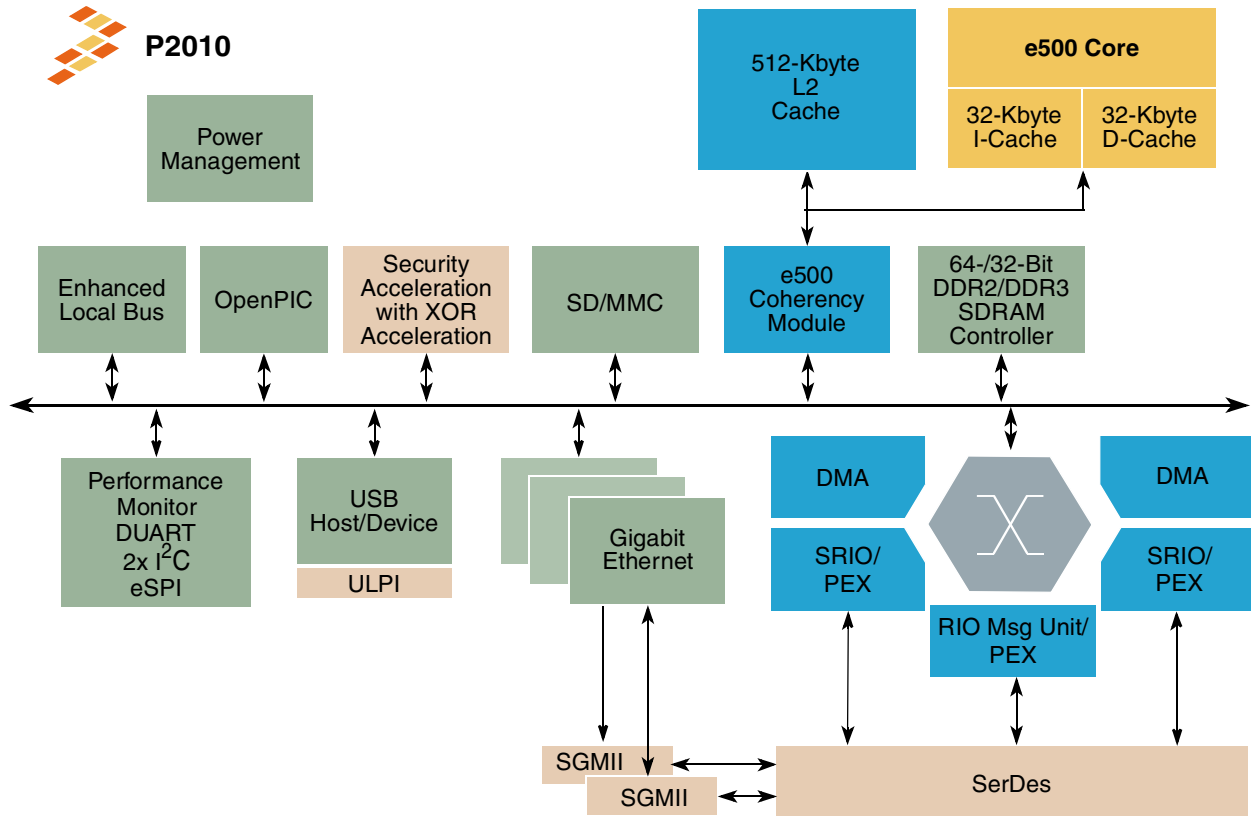 P2010
512-Kbyte
L2
Cache
e500 Core
32-Kbyte
I-Cache
32-Kbyte
D-Cache
Power
Management
Enhanced
Local Bus
OpenPIC
Security
Acceleration
with XOR
Acceleration
SD/MMC
e500
Coherency
Module
64-/32-Bit
DDR2/DDR3
SDRAM
Controller
Performance
Monitor
DUART
2x I²C
eSPI
USB
Host/Device
ULPI
Gigabit
Ethernet
DMA
SRIO/
PEX
DMA
SRIO/
PEX
RIO Msg Unit/
PEX
SGMII
SGMII
SerDes